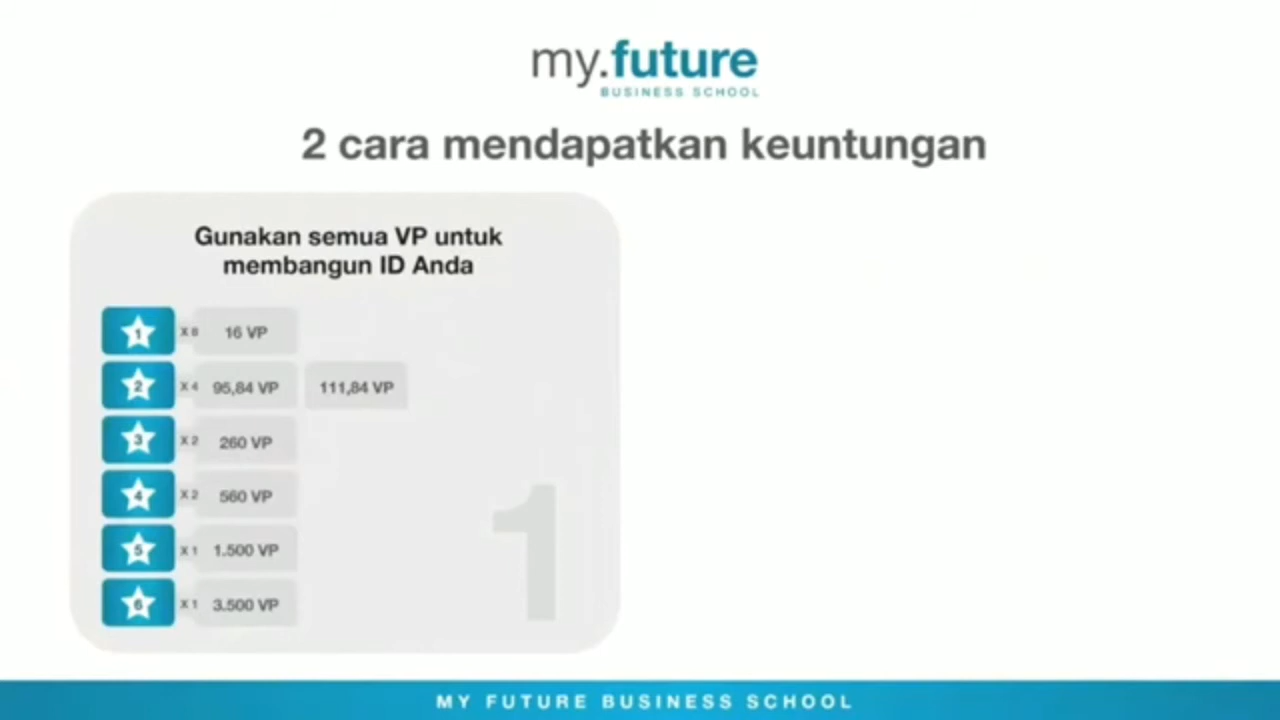 my.future
BUSINESS SCHOOL
2 cara mendapatkan keuntungan
Gunakan semua VP untuk
membangun ID Anda
1 X 8 16 VP
2 X 4 95,84 VP 111,84 VP
3 X 2 260 VP
4 X 2 560 VP
5 X 1 1.500 VP
6 X 1 3.500 VP
1
MY FUTURE BUSINESS SCHOOL